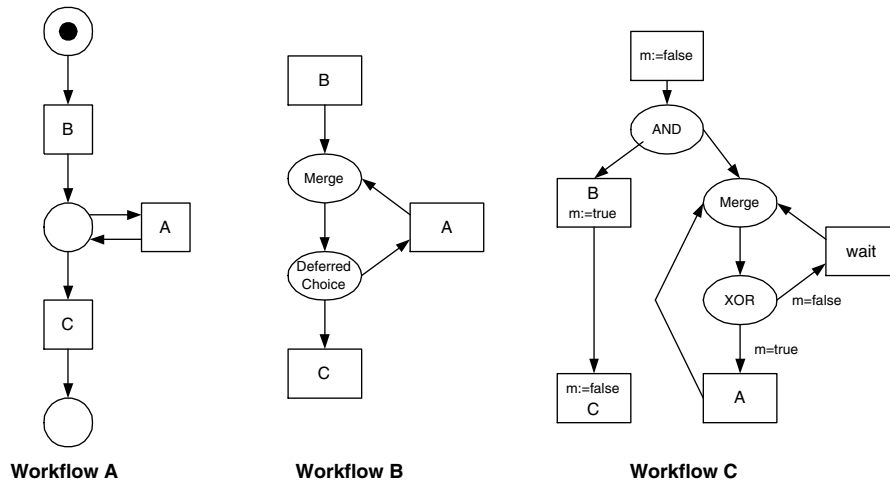 B
A
C
Workflow A
B
Merge
A
Deferred
Choice
C
Workflow B
m:=false
AND
B
m:=true
Merge
wait
XOR
m=false
m=true
m:=false
C
A
Workflow C